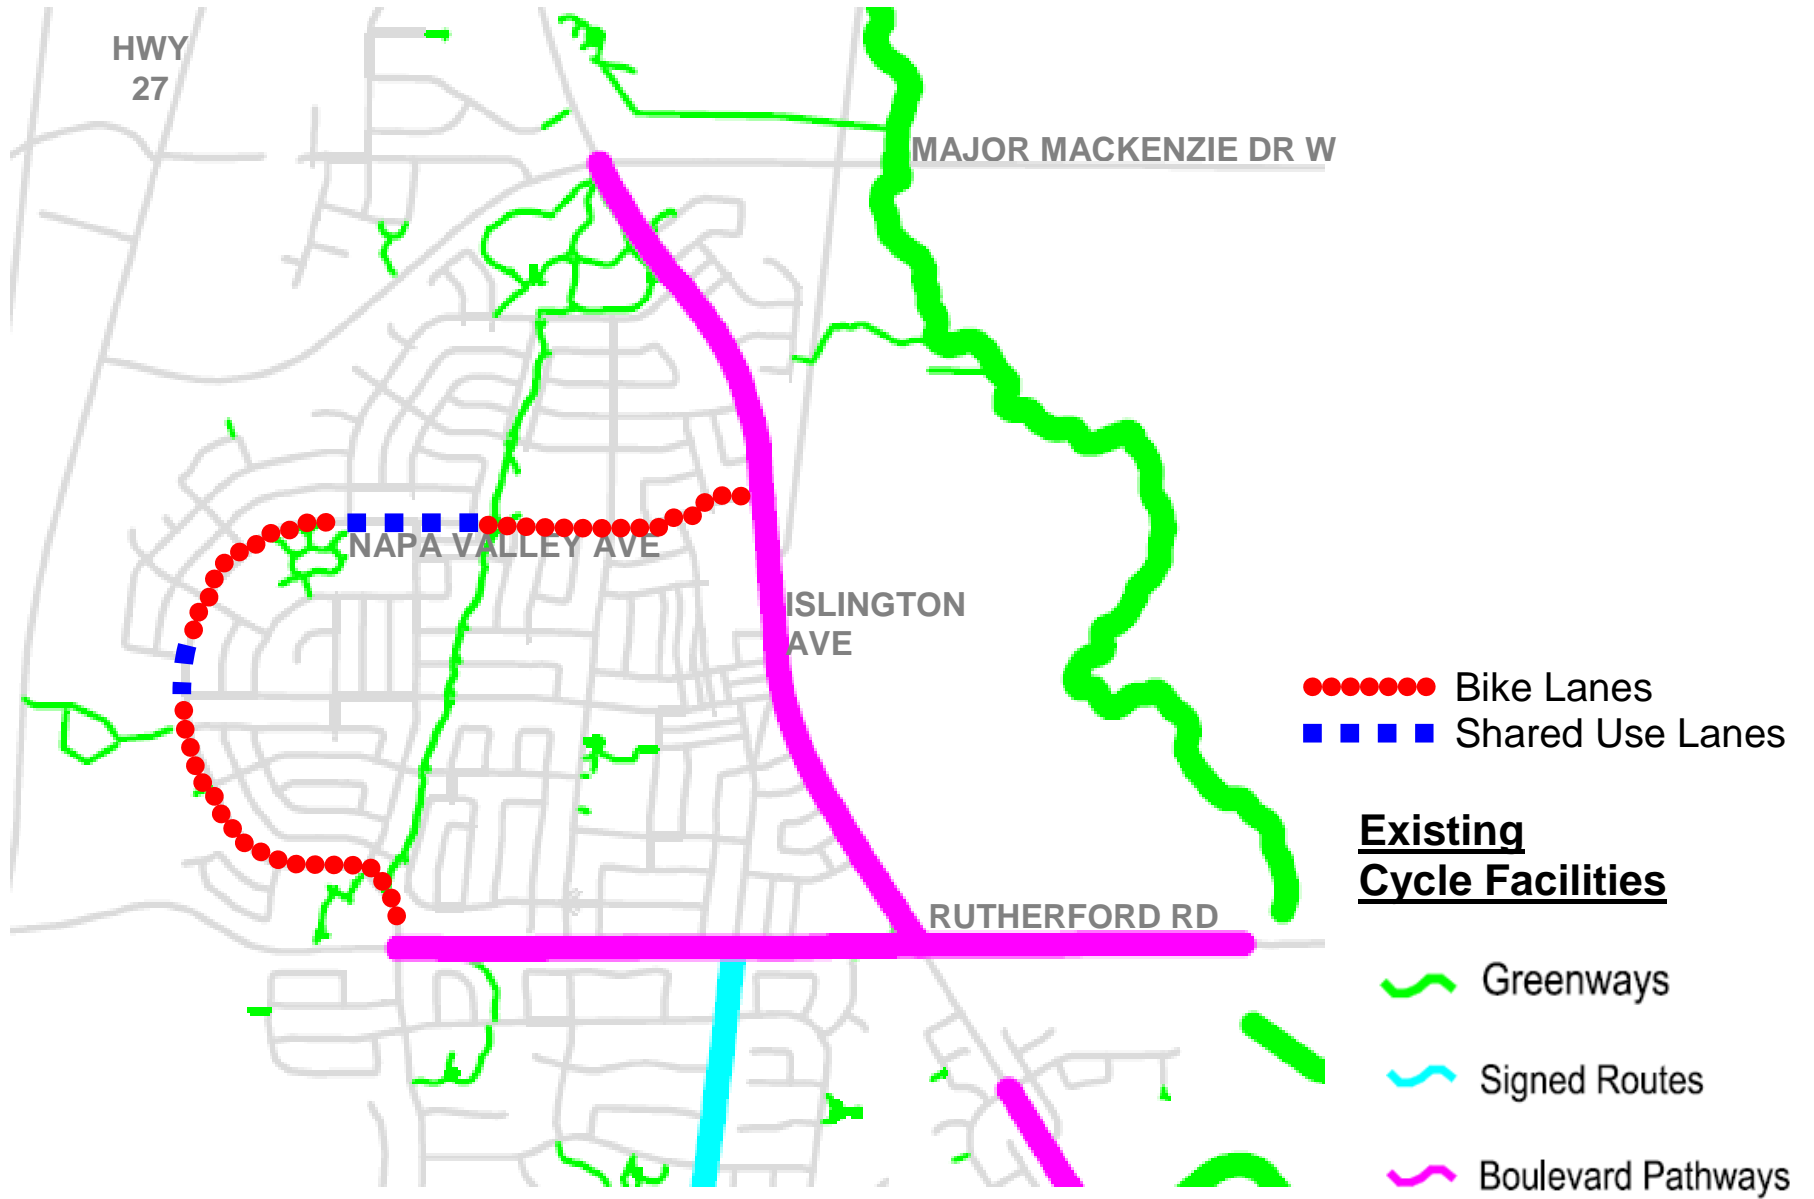 HWY
27
MAJOR MACKENZIE DR W
NAPA VALLEY AVE
ISLINGTON
AVE
RUTHERFORD RD
Bike Lanes
Shared Use Lanes
Existing
Cycle Facilities
Greenways
Signed Routes
Boulevard Pathways